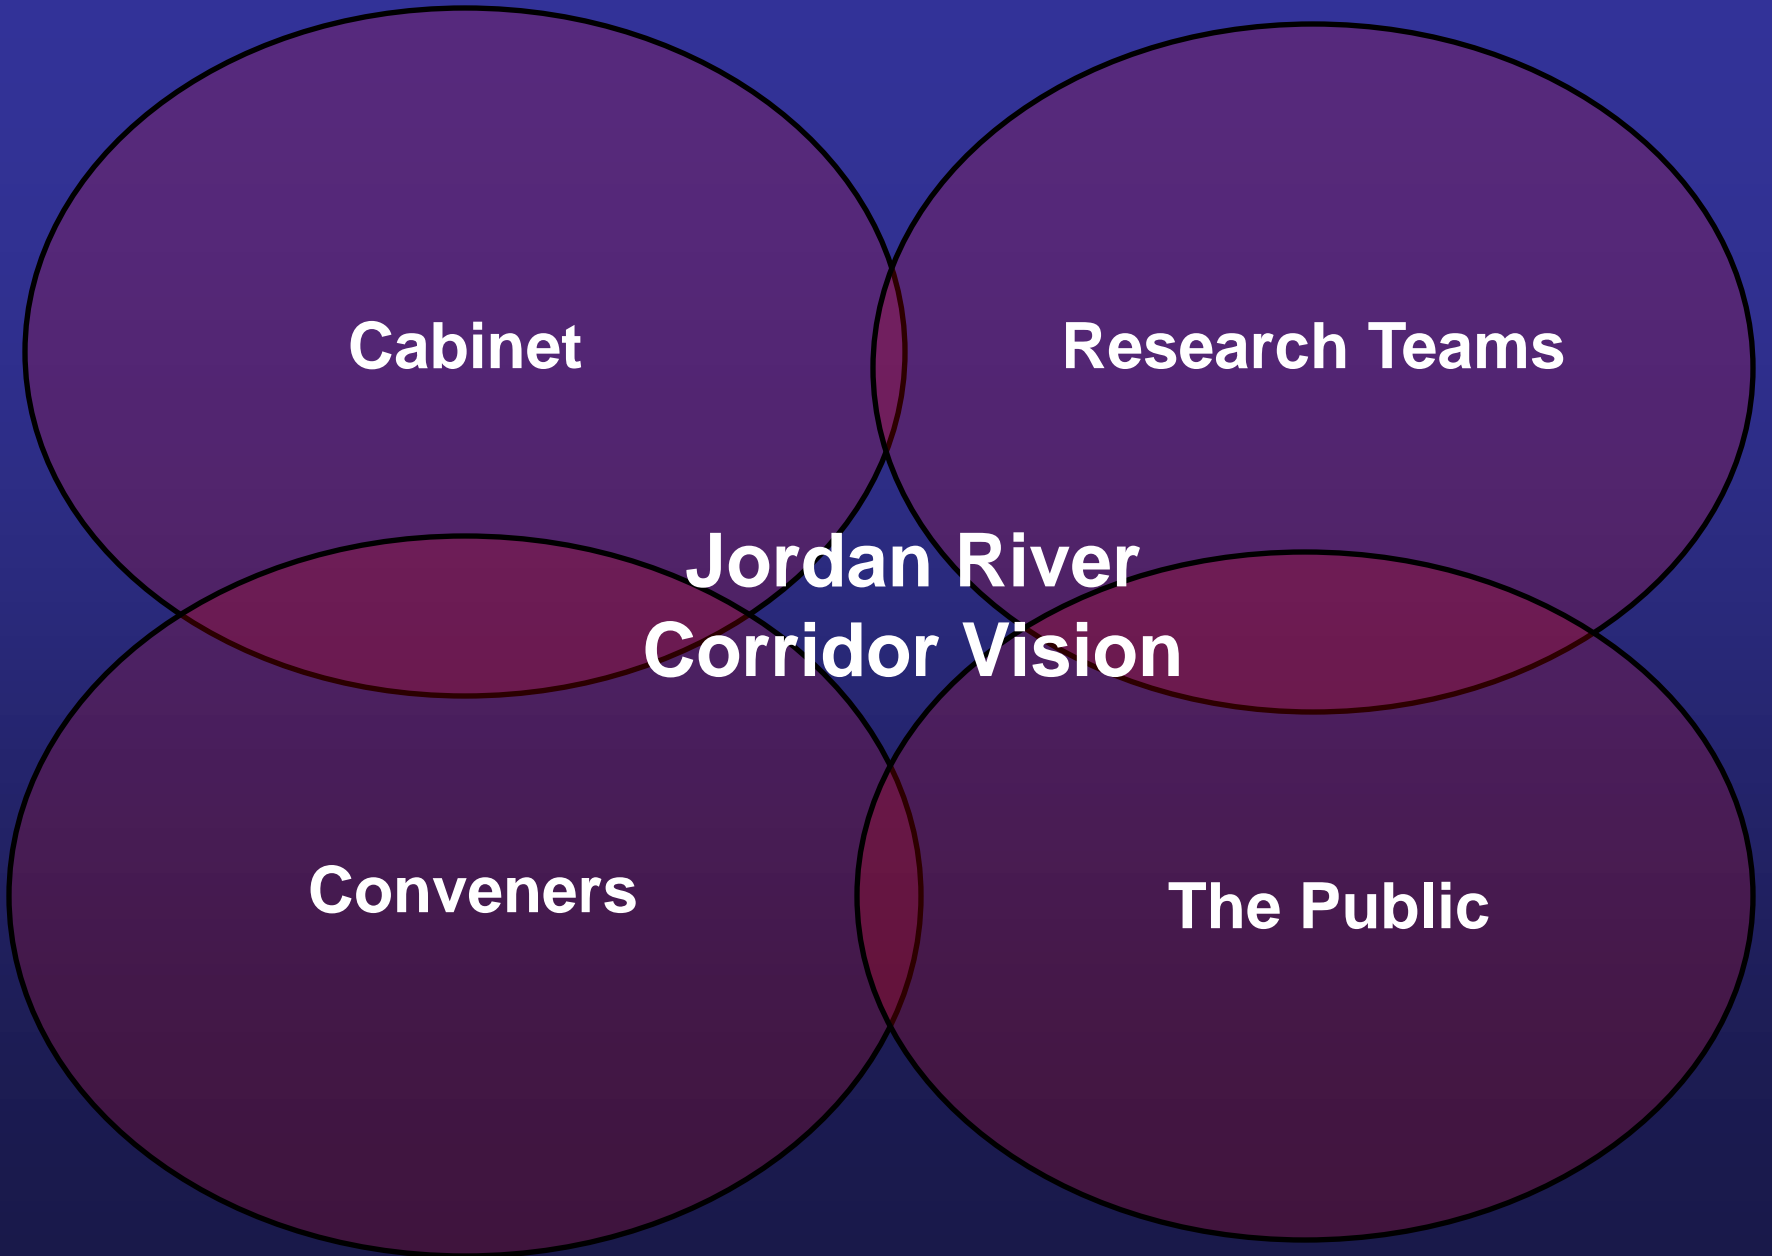 Cabinet
Research Teams
Jordan River
Corridor Vision
Conveners
The Public